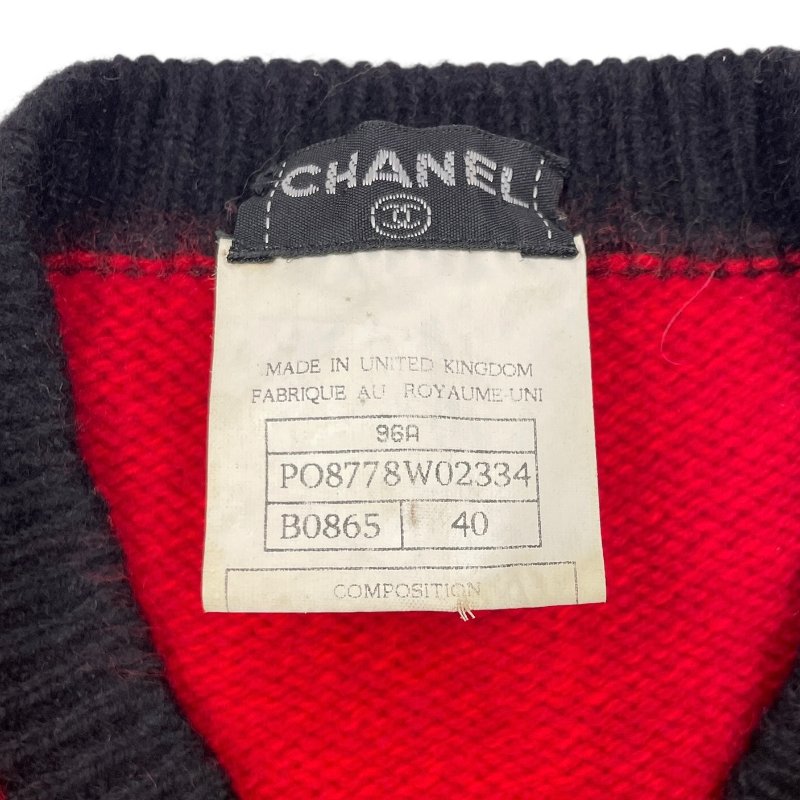 CHANEL
MADE IN UNITED KINGDOM
FABRIQUE AU ROYAUME-UNI
96A
PO8778W02334
B0865 40
COMPOSITION